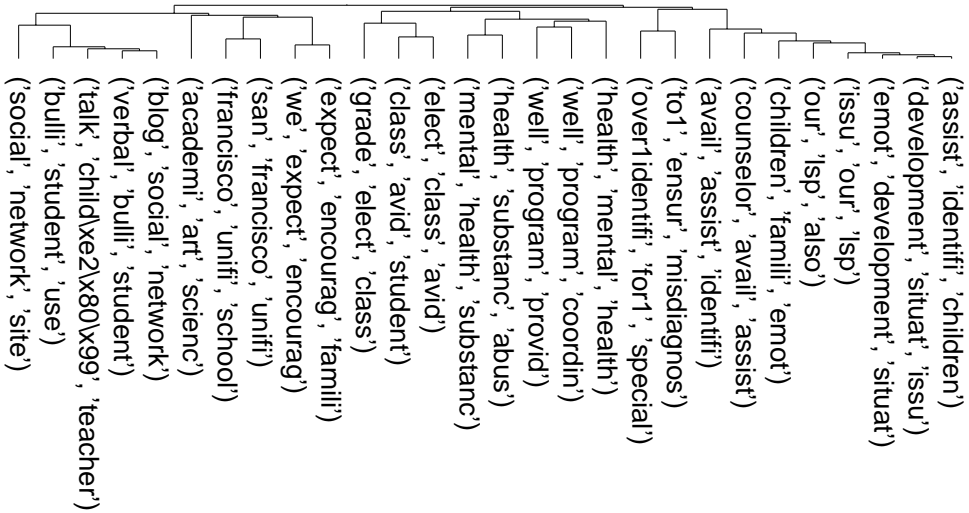 ('assist', 'identifi', 'children')
('development', 'situat', 'issu')
('emot', 'development', 'situat')
('issu', 'our', 'lsp')
('our', 'lsp', 'also')
('children', 'famili', 'emot')
('counselor', 'avail', 'assist')
('avail', 'assist', 'identifi')
('to1', 'ensur', 'misdiagnos')
('over1identifi', 'for1', 'special')
('health', 'mental', 'health')
('well', 'program', 'coordin')
('well', 'program', 'provid')
('health', 'substanc', 'abus')
('mental', 'health', 'substanc')
('elect', 'class', 'avid')
('class', 'avid', 'student')
('grade', 'elect', 'class')
('expect', 'encourag', 'famili')
('we', 'expect', 'encourag')
('san', 'francisco', 'unifi')
('francisco', 'unifi', 'school')
('academi', 'art', 'scienc')
('blog', 'social', 'network')
('verbal', 'bulli', 'student')
('talk', 'child\xe2\x80\x99', 'teacher')
('bulli', 'student', 'use')
('social', 'network', 'site')